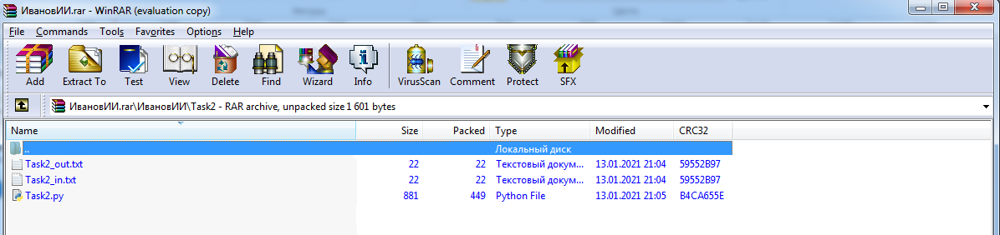 ИвановИИ.rar - WinRAR (evaluation copy)
File Commands Tools Favorites Options Help
Add Extract To Test View Delete Find Wizard Info VirusScan Comment Protect SFX
ИвановИИ.rar\ИвановИИ\Task2 - RAR archive, unpacked size 1 601 bytes
Name Size Packed Type Modified CRC32
.. Локальный диск
Task2_out.txt 22 22 Текстовый докум... 13.01.2021 21:04 59552B97
Task2_in.txt 22 22 Текстовый докум... 13.01.2021 21:04 59552B97
Task2.py 881 449 Python File 13.01.2021 21:05 B4CA655E